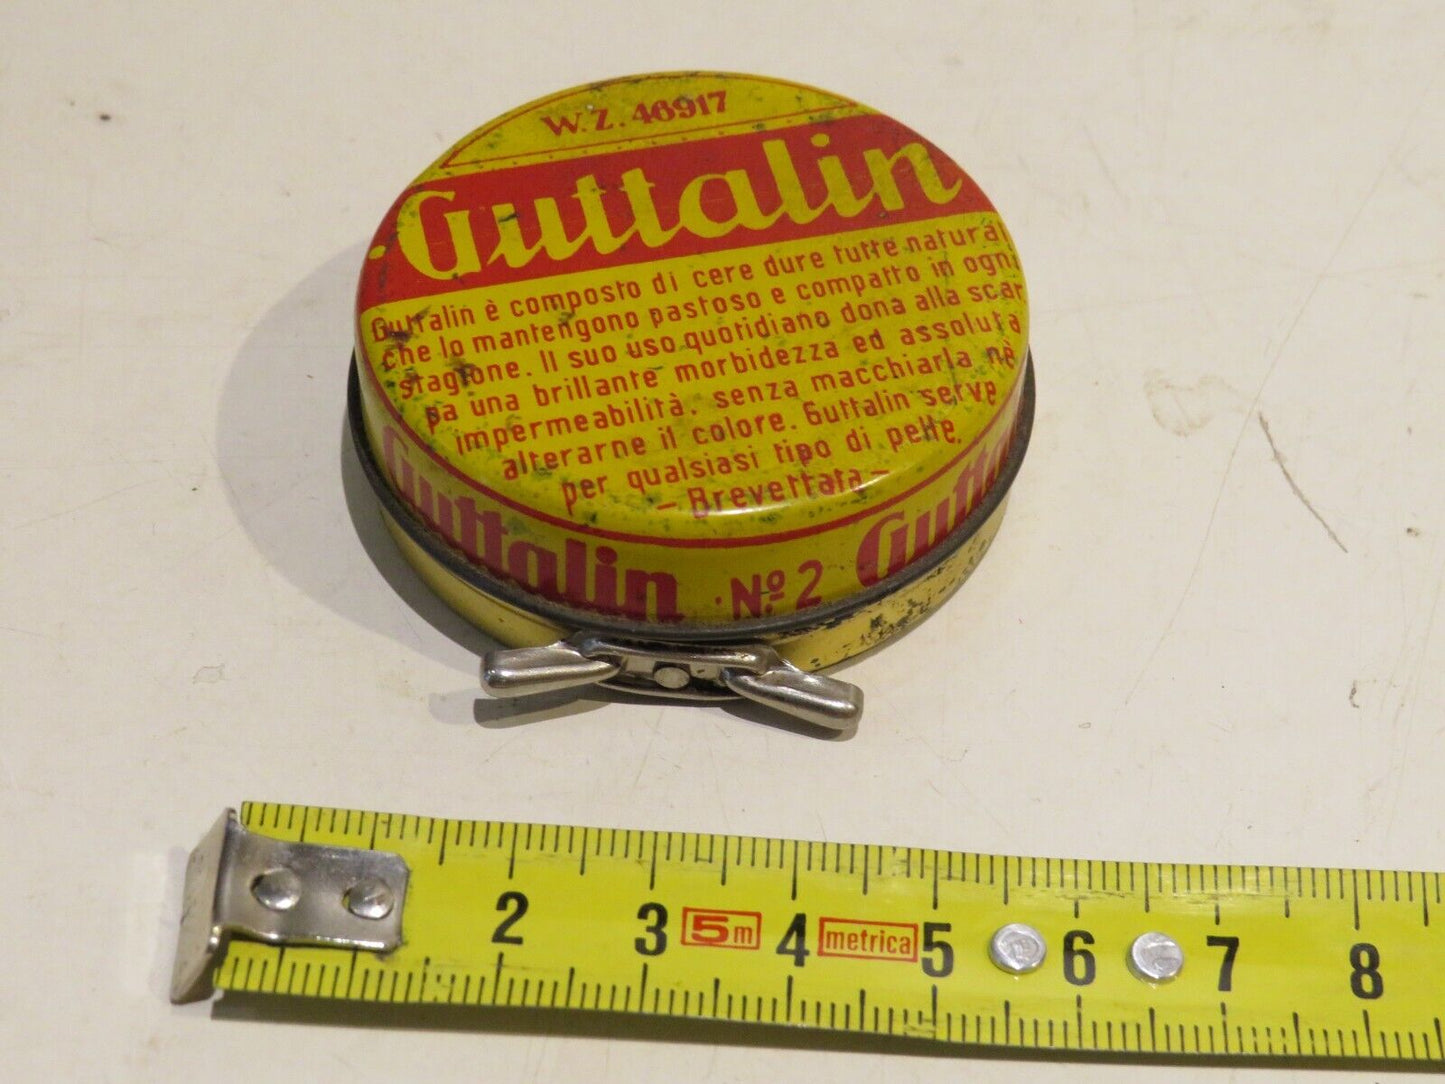 W.Z. 46917
Guttalin
Guttalin è composto di cere dure tutte natural
che lo mantengono pastoso e compatto in ogni
stagione. Il suo uso quotidiano dona alla scar
pa una brillante morbidezza ed assoluta
impermeabilità, senza macchiarla nè
alterarne il colore. Guttalin serve
per qualsiasi tipo di pelle.
- Brevettata -
Guttalin · Nº 2 Gutta
2 3 5m 4 metrica 5 6 7 8